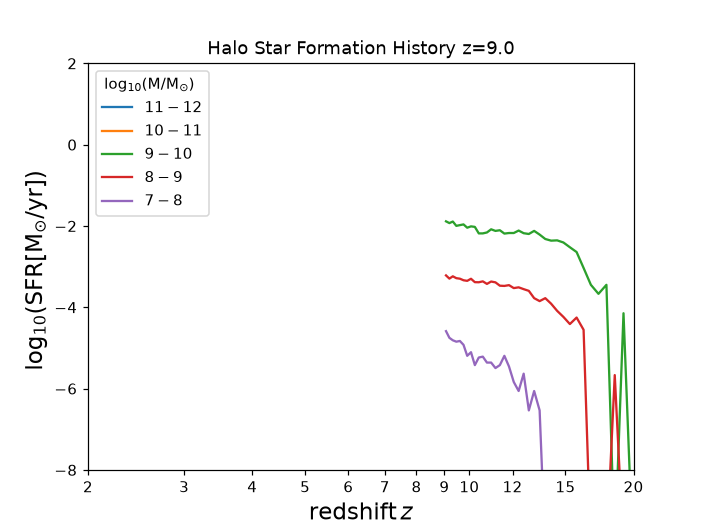 Halo Star Formation History z=9.0
log₁₀(SFR[M⊙/yr])
2
0
−2
−4
−6
−8
log₁₀(M/M⊙)
11 − 12
10 − 11
9 − 10
8 − 9
7 − 8
2 3 4 5 6 7 8 9 10 12 15 20
redshift z